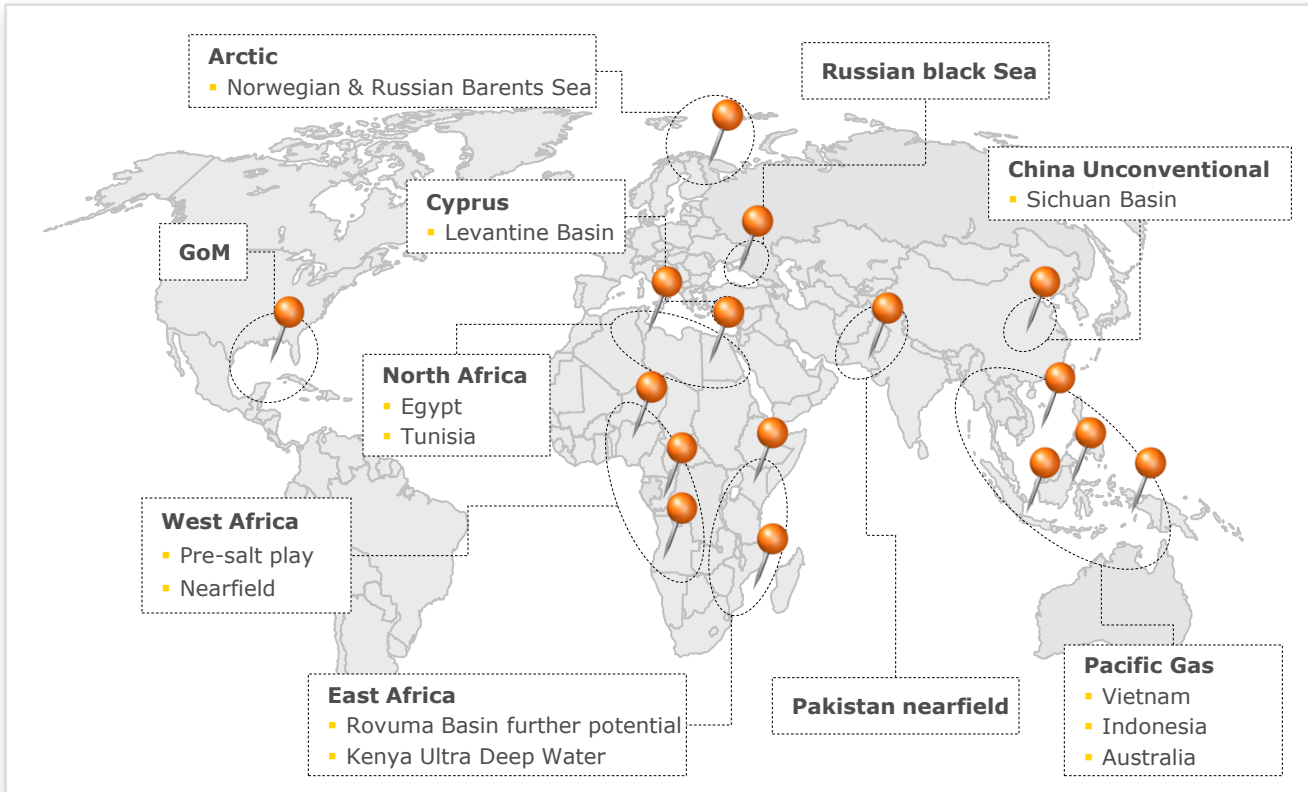 Arctic
▪ Norwegian & Russian Barents Sea
Russian black Sea
China Unconventional
▪ Sichuan Basin
Cyprus
▪ Levantine Basin
GoM
North Africa
▪ Egypt
▪ Tunisia
West Africa
▪ Pre-salt play
▪ Nearfield
East Africa
▪ Rovuma Basin further potential
▪ Kenya Ultra Deep Water
Pakistan nearfield
Pacific Gas
▪ Vietnam
▪ Indonesia
▪ Australia